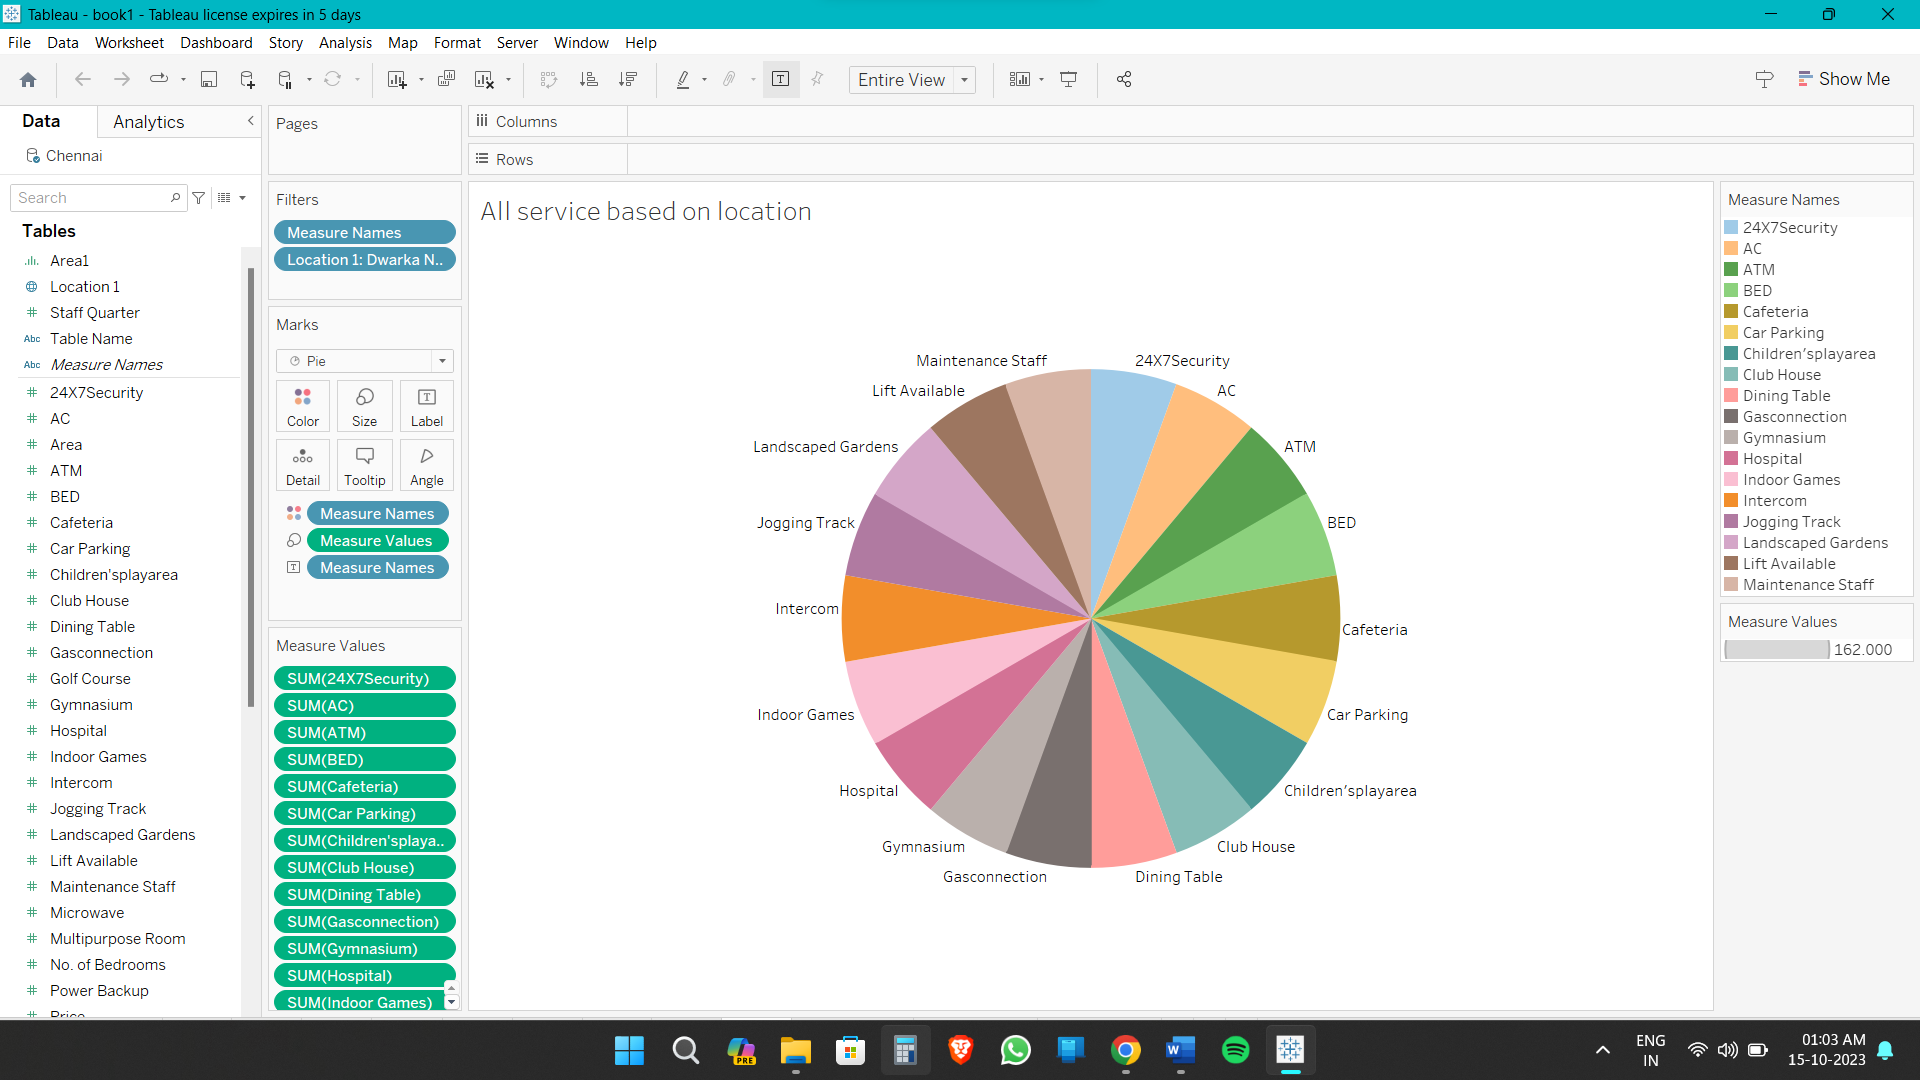 Tableau - book1 - Tableau license expires in 5 days
File Data Worksheet Dashboard Story Analysis Map Format Server Window Help
Entire View
Show Me
Data
Analytics
Chennai
Search
Tables
Area1
Location 1
Staff Quarter
Abc Table Name
Abc Measure Names
24X7Security
AC
Area
ATM
BED
Cafeteria
Car Parking
Children'splayarea
Club House
Dining Table
Gasconnection
Golf Course
Gymnasium
Hospital
Indoor Games
Intercom
Jogging Track
Landscaped Gardens
Lift Available
Maintenance Staff
Microwave
Multipurpose Room
No. of Bedrooms
Power Backup
Price
Pages
Filters
Measure Names
Location 1: Dwarka N..
Marks
Pie
Color Size Label
Detail Tooltip Angle
Measure Names
Measure Values
Measure Names
Measure Values
SUM(24X7Security)
SUM(AC)
SUM(ATM)
SUM(BED)
SUM(Cafeteria)
SUM(Car Parking)
SUM(Children'splaya..
SUM(Club House)
SUM(Dining Table)
SUM(Gasconnection)
SUM(Gymnasium)
SUM(Hospital)
SUM(Indoor Games)
Columns
Rows
All service based on location
Maintenance Staff
24X7Security
Lift Available
AC
Landscaped Gardens
ATM
Jogging Track
BED
Intercom
Cafeteria
Indoor Games
Car Parking
Hospital
Children'splayarea
Gymnasium
Club House
Gasconnection
Dining Table
Measure Names
24X7Security
AC
ATM
BED
Cafeteria
Car Parking
Children'splayarea
Club House
Dining Table
Gasconnection
Gymnasium
Hospital
Indoor Games
Intercom
Jogging Track
Landscaped Gardens
Lift Available
Maintenance Staff
Measure Values
162.000
PRE
ENG
IN
01:03 AM
15-10-2023